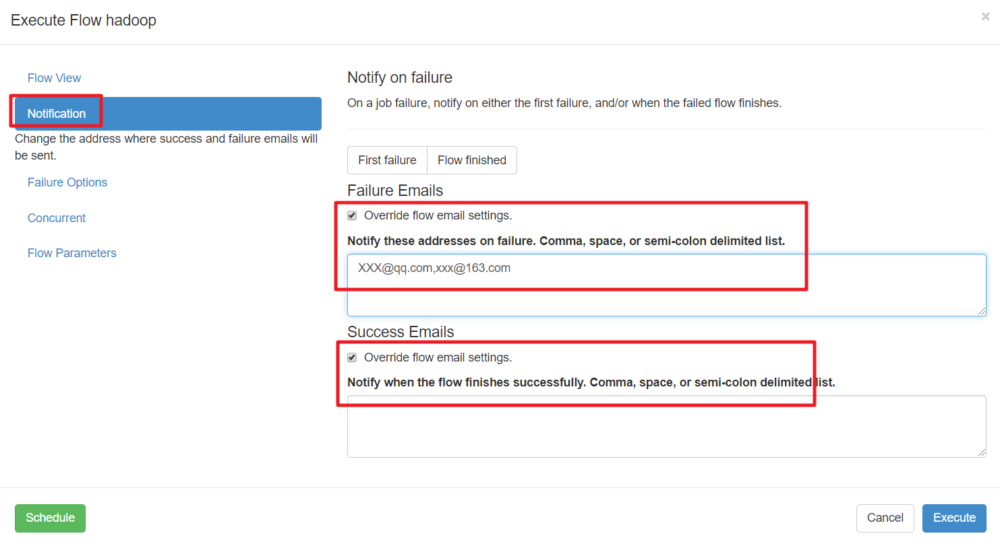 Execute Flow hadoop
×
Flow View
Notification
Change the address where success and failure emails will
be sent.
Failure Options
Concurrent
Flow Parameters
Notify on failure
On a job failure, notify on either the first failure, and/or when the failed flow finishes.
First failure Flow finished
Failure Emails
Override flow email settings.
Notify these addresses on failure. Comma, space, or semi-colon delimited list.
XXX@qq.com,xxx@163.com
Success Emails
Override flow email settings.
Notify when the flow finishes successfully. Comma, space, or semi-colon delimited list.
Schedule
Cancel Execute